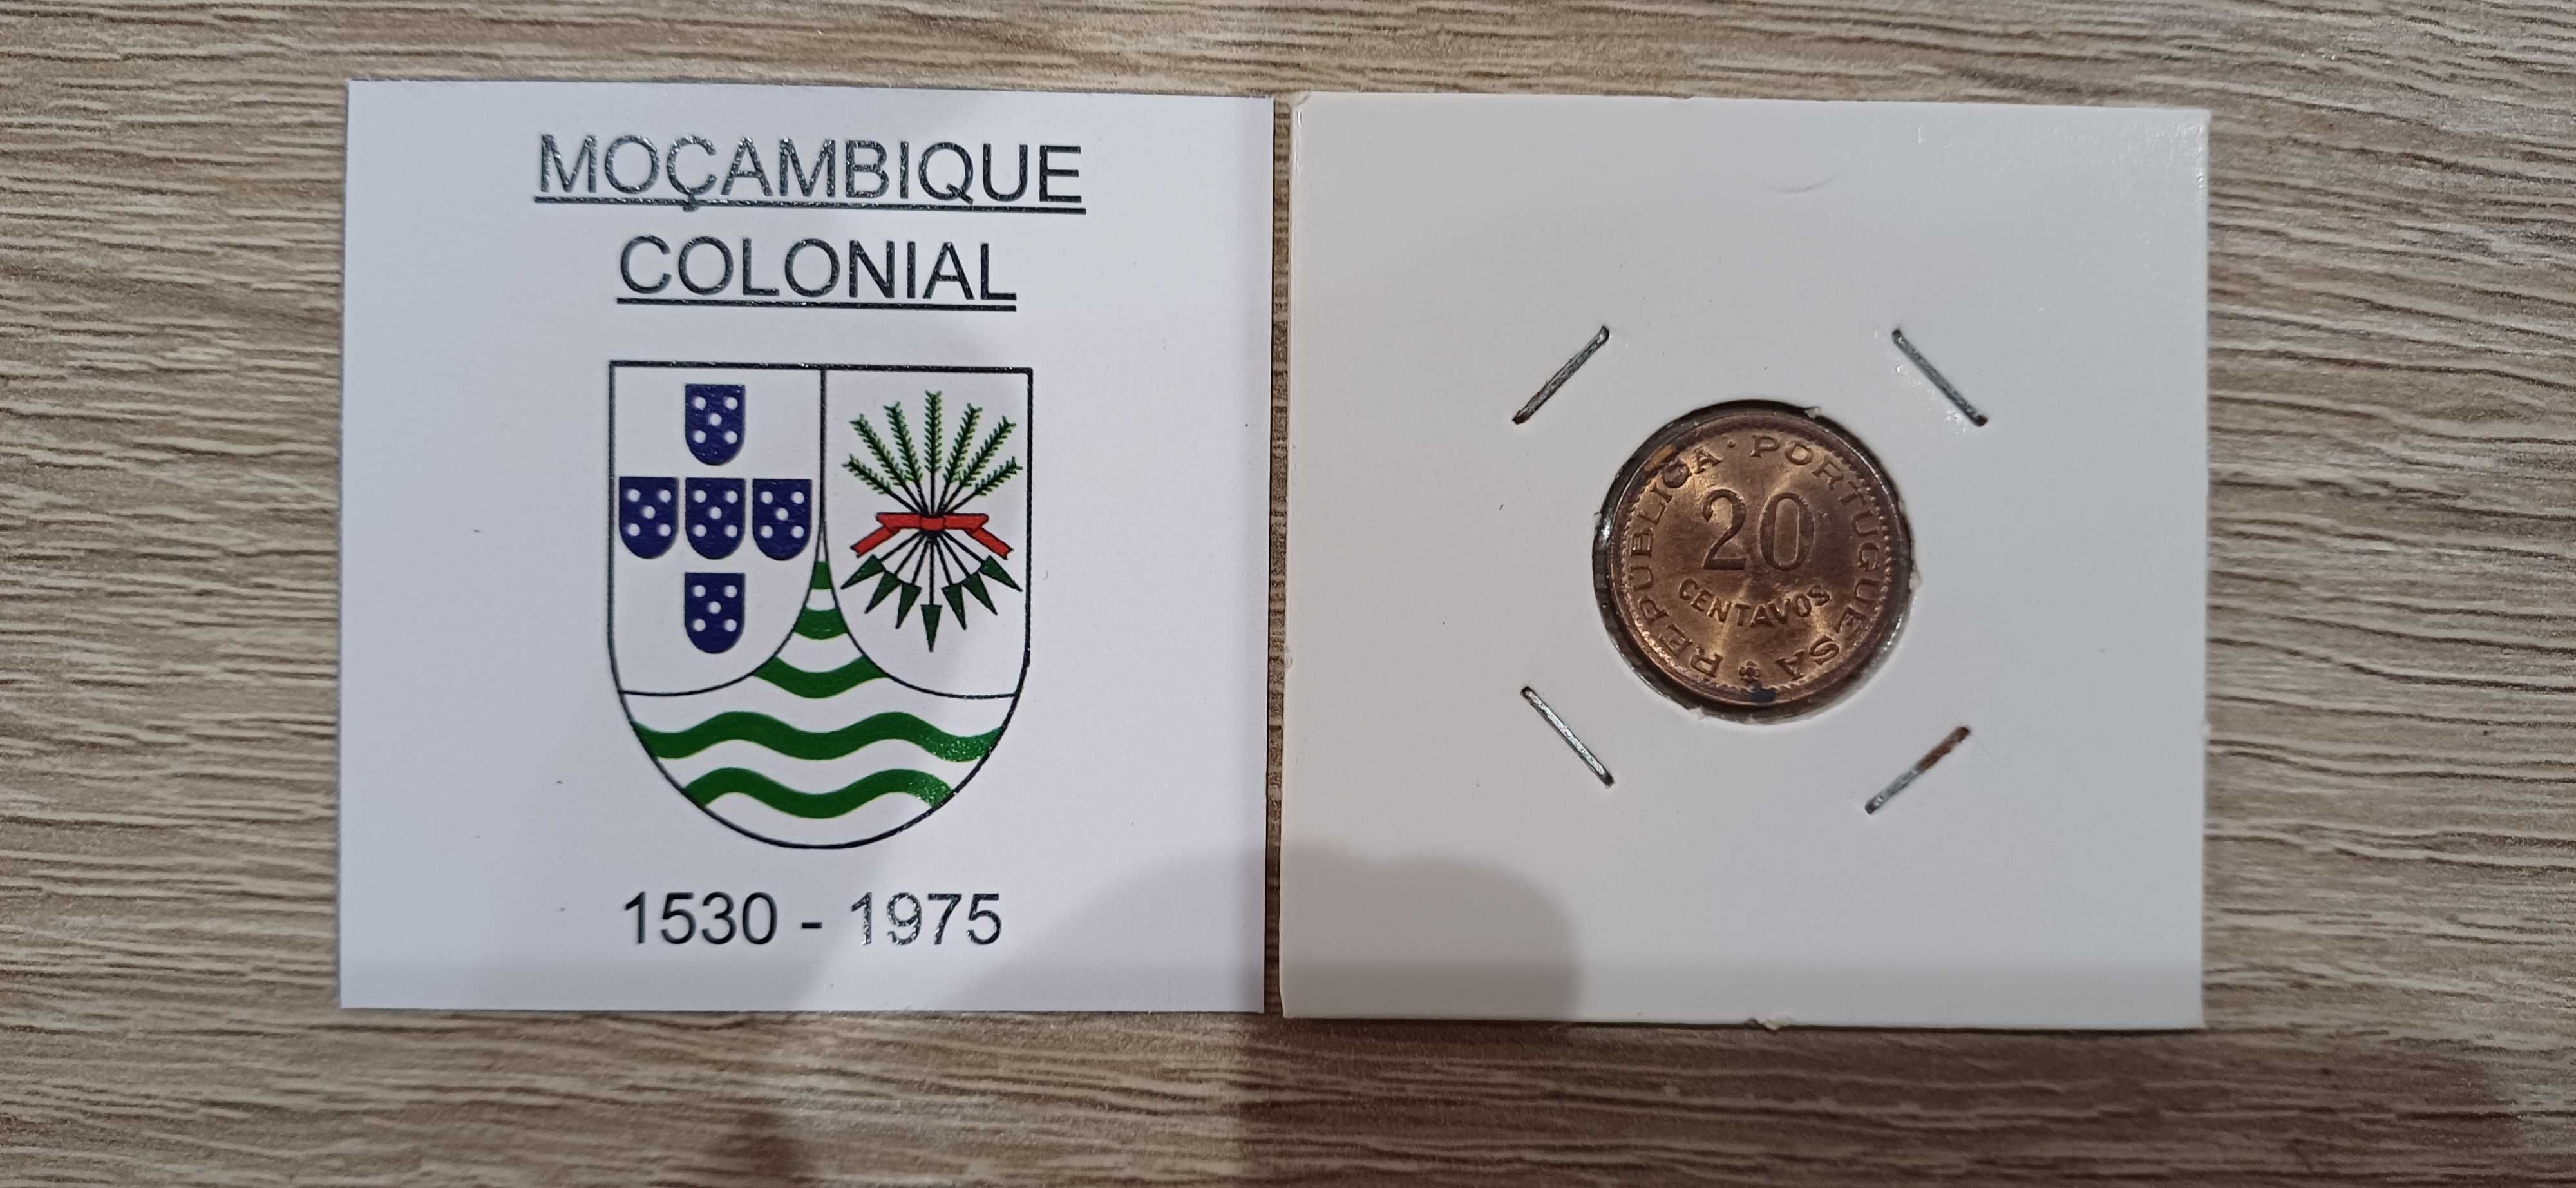 MOÇAMBIQUE
COLONIAL
1530 - 1975
REPUBLICA · PORTUGUESA
20
CENTAVOS